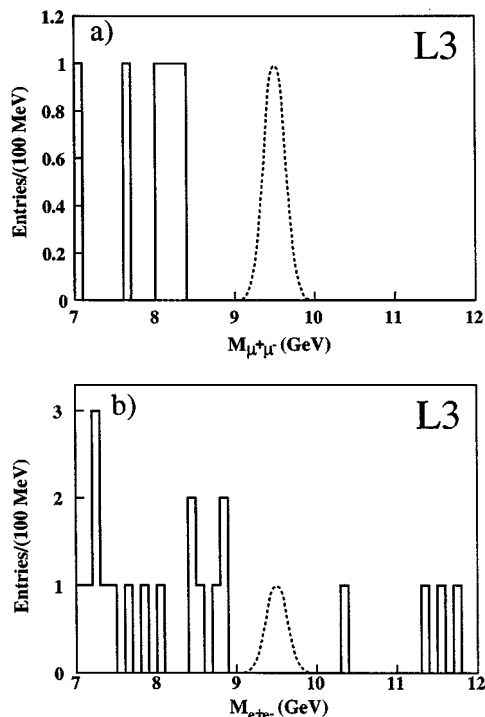 a)
L3
Entries/(100 MeV)
1.2
1
0.8
0.6
0.4
0.2
0
7 8 9 10 11 12
Mμ+μ- (GeV)
b)
L3
Entries/(100 MeV)
3
2
1
0
7 8 9 10 11 12
Me+e- (GeV)